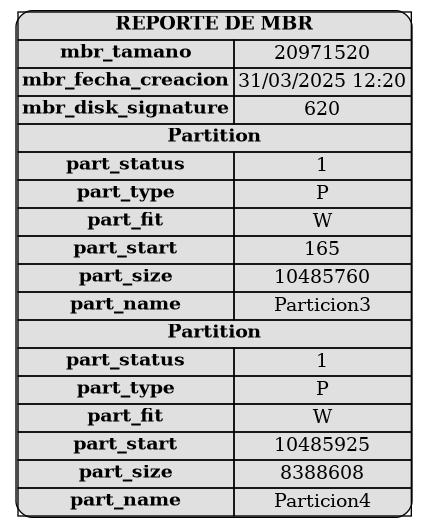 REPORTE DE MBR
mbr_tamano 20971520
mbr_fecha_creacion 31/03/2025 12:20
mbr_disk_signature 620
Partition
part_status 1
part_type P
part_fit W
part_start 165
part_size 10485760
part_name Particion3
Partition
part_status 1
part_type P
part_fit W
part_start 10485925
part_size 8388608
part_name Particion4